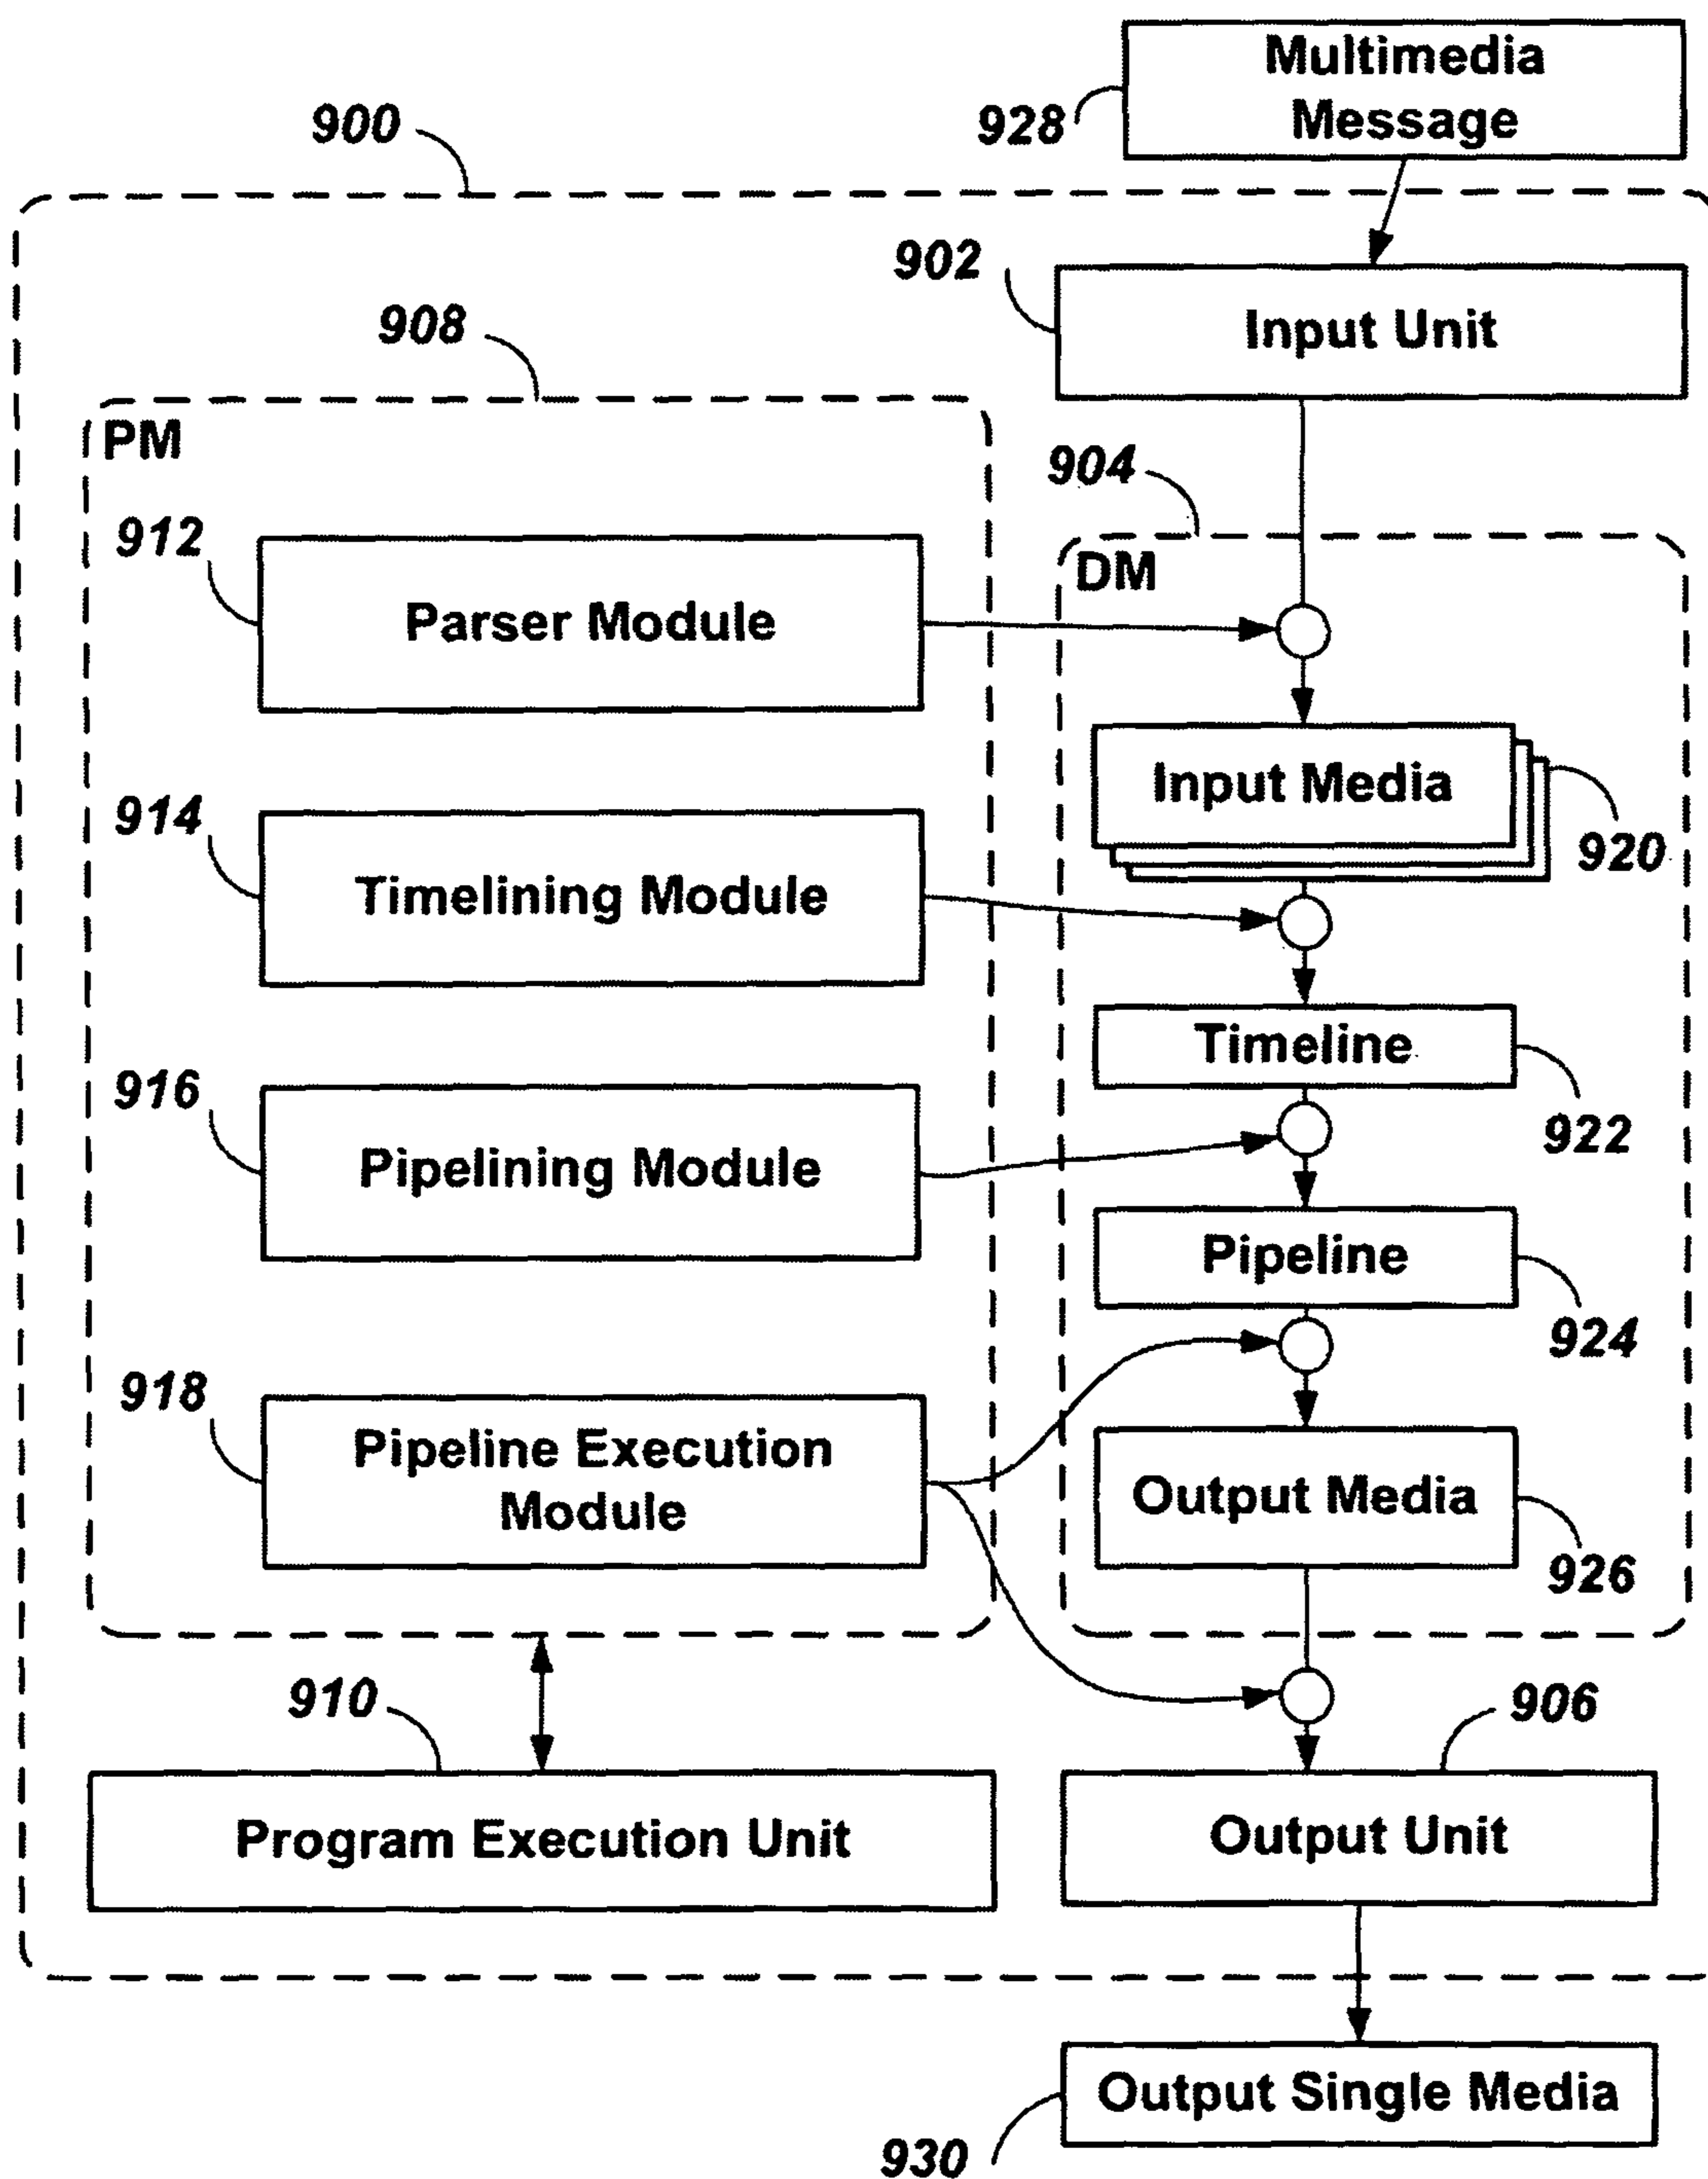 Multimedia
Message
928
900
902
Input Unit
908
PM
904
DM
912
Parser Module
Input Media
920
914
Timelining Module
Timeline
922
916
Pipelining Module
Pipeline
924
918
Pipeline Execution
Module
Output Media
926
910
906
Program Execution Unit
Output Unit
Output Single Media
930